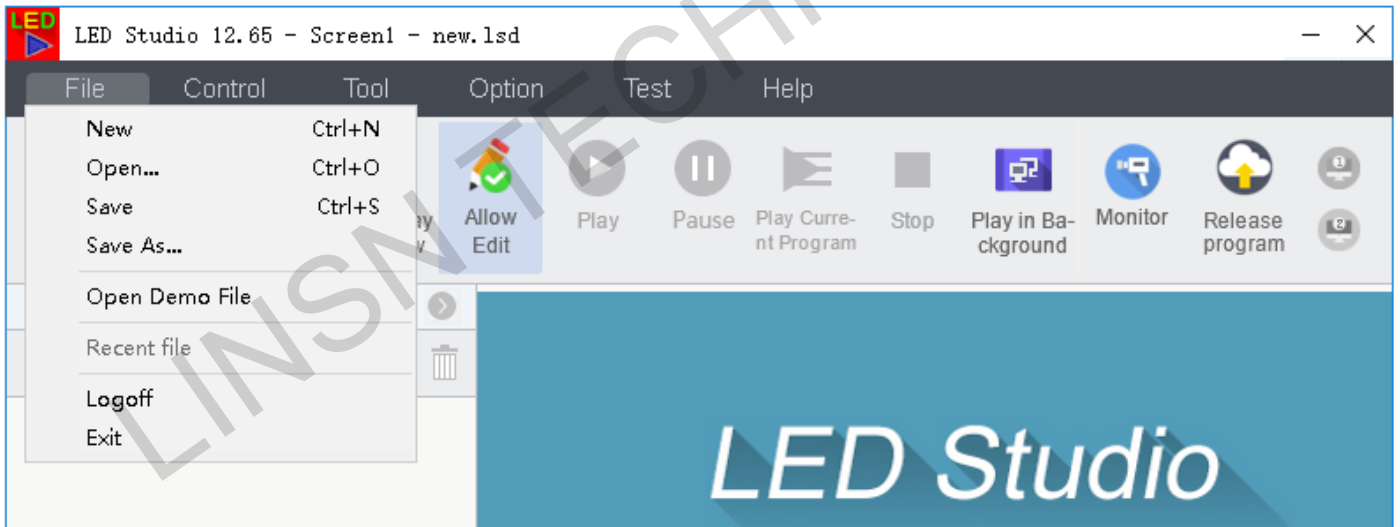 LED
LED Studio 12.65 - Screen1 - new.lsd
File Control Tool Option Test Help
New Ctrl+N
Open... Ctrl+O
Save Ctrl+S
Save As...
Open Demo File
Recent file
Logoff
Exit
Allow
Edit
Play
Pause
Play Curre-
nt Program
Stop
Play in Ba-
ckground
Monitor
Release
program
1
2
LED Studio
LINSN TECH